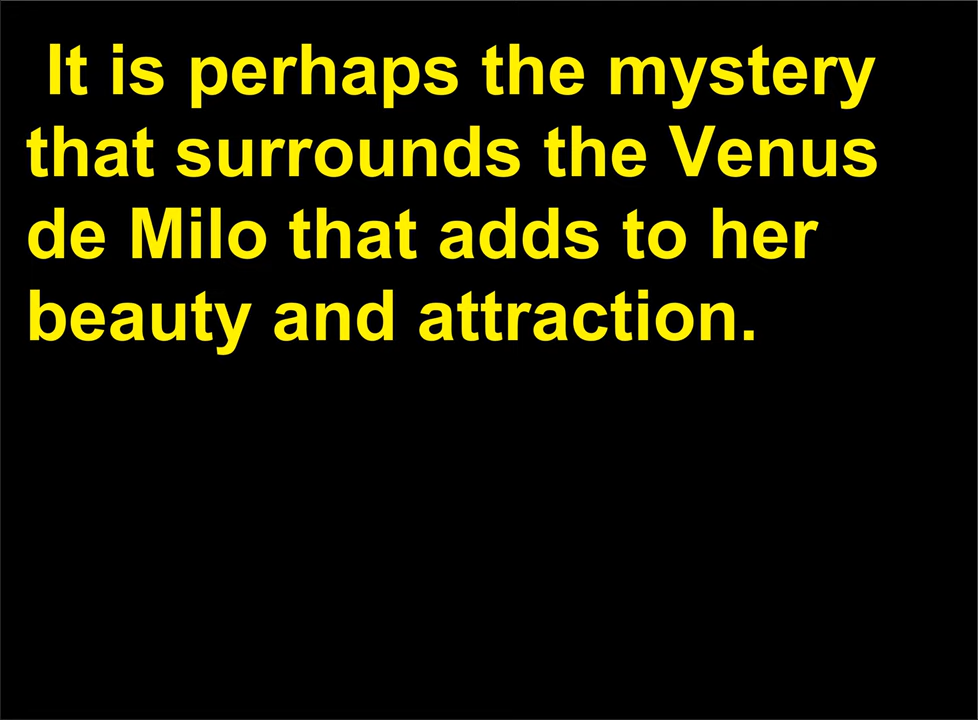 It is perhaps the mystery
that surrounds the Venus
de Milo that adds to her
beauty and attraction.